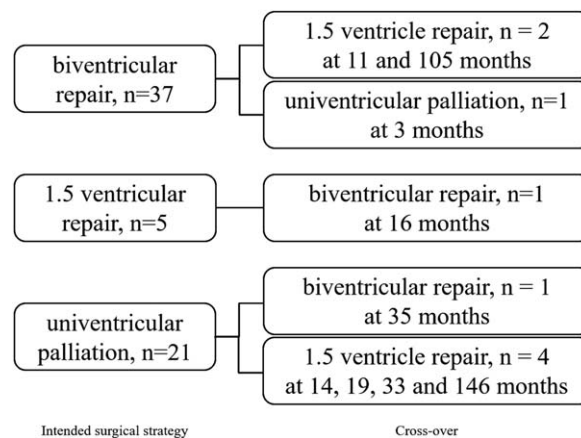 biventricular
repair, n=37
1.5 ventricle repair, n = 2
at 11 and 105 months
univentricular palliation, n=1
at 3 months
1.5 ventricular
repair, n=5
biventricular repair, n=1
at 16 months
univentricular
palliation, n=21
biventricular repair, n = 1
at 35 months
1.5 ventricle repair, n = 4
at 14, 19, 33 and 146 months
Intended surgical strategy
Cross-over